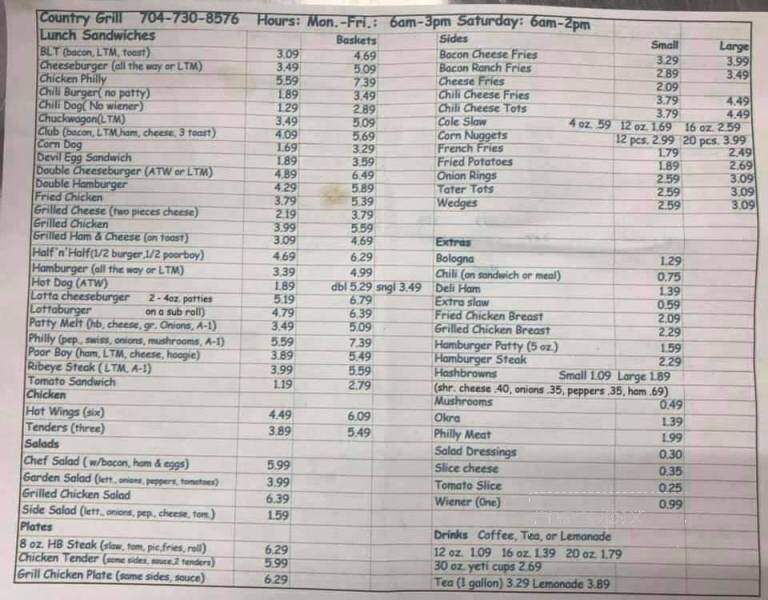 Country Grill 704-730-8576 Hours: Mon.-Fri.: 6am-3pm Saturday: 6am-2pm
Lunch Sandwiches Baskets
BLT (bacon, LTM, toast) 3.09 4.69
Cheeseburger (all the way or LTM) 3.49 5.09
Chicken Philly 5.59 7.39
Chili Burger( no patty) 1.89 3.49
Chili Dog( No wiener) 1.29 2.89
Chuckwagon(LTM) 3.49 5.09
Club (bacon, LTM,ham, cheese, 3 toast) 4.09 5.69
Corn Dog 1.69 3.29
Devil Egg Sandwich 1.89 3.59
Double Cheeseburger (ATW or LTM) 4.89 6.49
Double Hamburger 4.29 5.89
Fried Chicken 3.79 5.39
Grilled Cheese (two pieces cheese) 2.19 3.79
Grilled Chicken 3.99 5.59
Grilled Ham & Cheese (on toast) 3.09 4.69
Half'n'Half(1/2 burger,1/2 poorboy) 4.69 6.29
Hamburger (all the way or LTM) 3.39 4.99
Hot Dog (ATW) 1.89 dbl 5.29 sngl 3.49
Lotta cheeseburger 2 - 4oz. patties 5.19 6.79
Lottaburger on a sub roll) 4.79 6.39
Patty Melt (hb, cheese, gr. Onions, A-1) 3.49 5.09
Philly (pep., swiss, onions, mushrooms, A-1) 5.59 7.39
Poor Boy (ham, LTM, cheese, hoagie) 3.89 5.49
Ribeye Steak ( LTM, A-1) 3.99 5.59
Tomato Sandwich 1.19 2.79
Chicken
Hot Wings (six) 4.49 6.09
Tenders (three) 3.89 5.49
Salads
Chef Salad ( w/bacon, ham & eggs) 5.99
Garden Salad (lett., onions, peppers, tomatoes) 3.99
Grilled Chicken Salad 6.39
Side Salad (lett., onions, pep., cheese, tom.) 1.59
Plates
8 oz. HB Steak (slaw, tom, pic,fries, roll) 6.29
Chicken Tender (same sides, sauce,2 tenders) 5.99
Grill Chicken Plate (same sides, sauce) 6.29
Sides Small Large
Bacon Cheese Fries 3.29 3.99
Bacon Ranch Fries 2.89 3.49
Cheese Fries 2.09
Chili Cheese Fries 3.79 4.49
Chili Cheese Tots 3.79 4.49
Cole Slaw 4 oz. .59 12 oz. 1.69 16 oz. 2.59
Corn Nuggets 12 pcs. 2.99 20 pcs. 3.99
French Fries 1.79 2.49
Fried Potatoes 1.89 2.69
Onion Rings 2.59 3.09
Tater Tots 2.59 3.09
Wedges 2.59 3.09
Extras
Bologna 1.29
Chili (on sandwich or meal) 0.75
Deli Ham 1.39
Extra slaw 0.59
Fried Chicken Breast 2.09
Grilled Chicken Breast 2.29
Hamburger Patty (5 oz.) 1.59
Hamburger Steak 2.29
Hashbrowns Small 1.09 Large 1.89
(shr. cheese .40, onions .35, peppers .35, ham .69)
Mushrooms 0.49
Okra 1.39
Philly Meat 1.99
Salad Dressings 0.30
Slice cheese 0.35
Tomato Slice 0.25
Wiener (One) 0.99
Drinks Coffee, Tea, or Lemonade
12 oz. 1.09 16 oz. 1.39 20 oz. 1.79
30 oz. yeti cups 2.69
Tea (1 gallon) 3.29 Lemonade 3.89